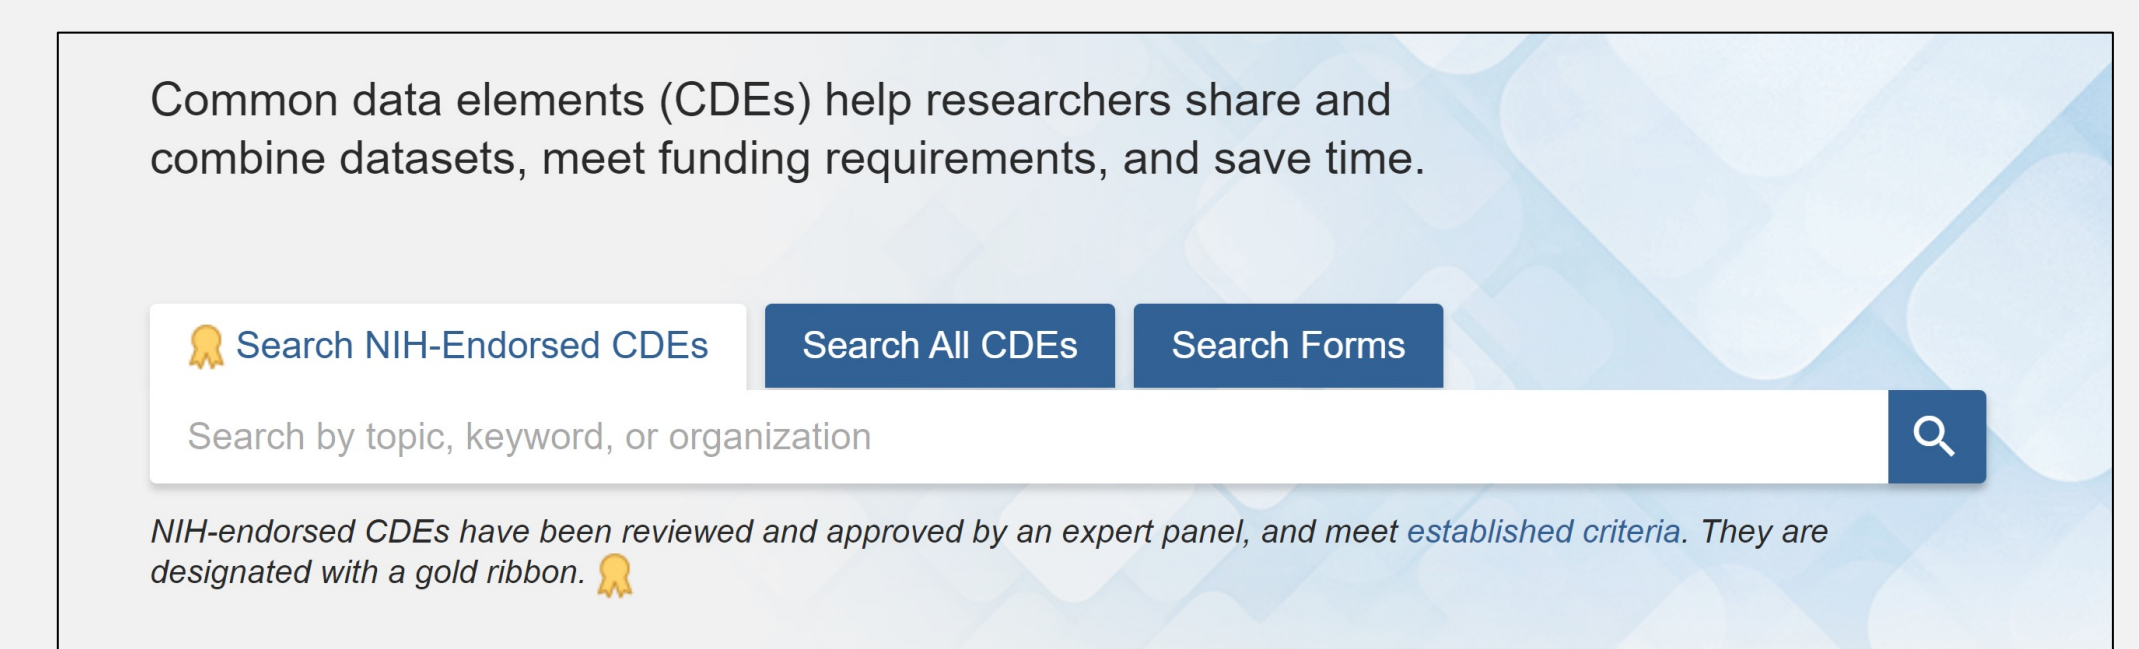 Common data elements (CDEs) help researchers share and
combine datasets, meet funding requirements, and save time.
Search NIH-Endorsed CDEs
Search All CDEs
Search Forms
Search by topic, keyword, or organization
NIH-endorsed CDEs have been reviewed and approved by an expert panel, and meet established criteria. They are
designated with a gold ribbon.